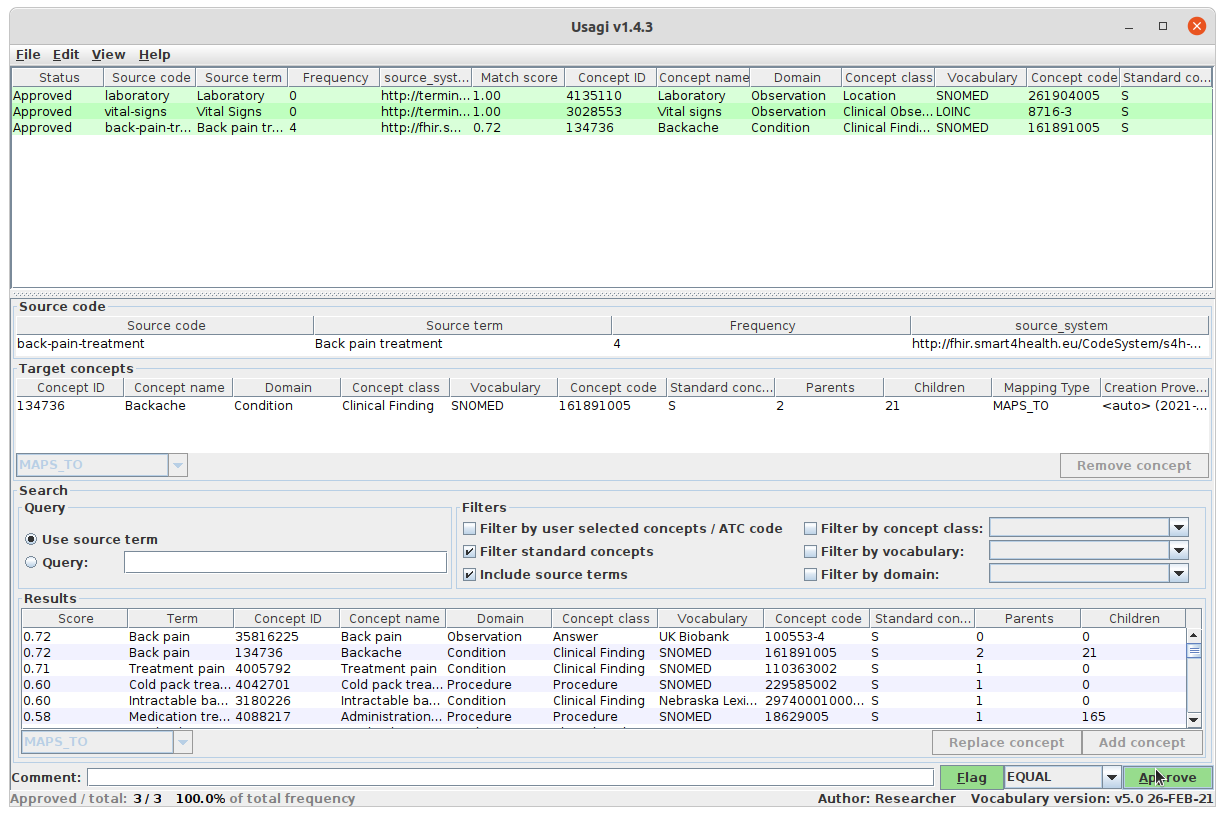 Usagi v1.4.3
File Edit View Help
Status Source code Source term Frequency source_syst... Match score Concept ID Concept name Domain Concept class Vocabulary Concept code Standard co...
Approved laboratory Laboratory 0 http://termin... 1.00 4135110 Laboratory Observation Location SNOMED 261904005 S
Approved vital-signs Vital Signs 0 http://termin... 1.00 3028553 Vital signs Observation Clinical Obse... LOINC 8716-3 S
Approved back-pain-tr... Back pain tr... 4 http://fhir.s... 0.72 134736 Backache Condition Clinical Findi... SNOMED 161891005 S
Source code
Source code Source term Frequency source_system
back-pain-treatment Back pain treatment 4 http://fhir.smart4health.eu/CodeSystem/s4h-...
Target concepts
Concept ID Concept name Domain Concept class Vocabulary Concept code Standard conc... Parents Children Mapping Type Creation Prove...
134736 Backache Condition Clinical Finding SNOMED 161891005 S 2 21 MAPS_TO <auto> (2021-...
MAPS_TO Remove concept
Search
Query Filters
Filter by user selected concepts / ATC code Filter by concept class:
Use source term Filter standard concepts Filter by vocabulary:
Query: Include source terms Filter by domain:
Results
Score Term Concept ID Concept name Domain Concept class Vocabulary Concept code Standard con... Parents Children
0.72 Back pain 35816225 Back pain Observation Answer UK Biobank 100553-4 S 0 0
0.72 Back pain 134736 Backache Condition Clinical Finding SNOMED 161891005 S 2 21
0.71 Treatment pain 4005792 Treatment pain Condition Clinical Finding SNOMED 110363002 S 1 0
0.60 Cold pack trea... 4042701 Cold pack trea... Procedure Procedure SNOMED 229585002 S 1 0
0.60 Intractable ba... 3180226 Intractable ba... Condition Clinical Finding Nebraska Lexi... 29740001000... S 1 0
0.58 Medication tre... 4088217 Administration... Procedure Procedure SNOMED 18629005 S 1 165
MAPS_TO Replace concept Add concept
Comment: Flag EQUAL Approve
Approved / total: 3 / 3 100.0% of total frequency Author: Researcher Vocabulary version: v5.0 26-FEB-21